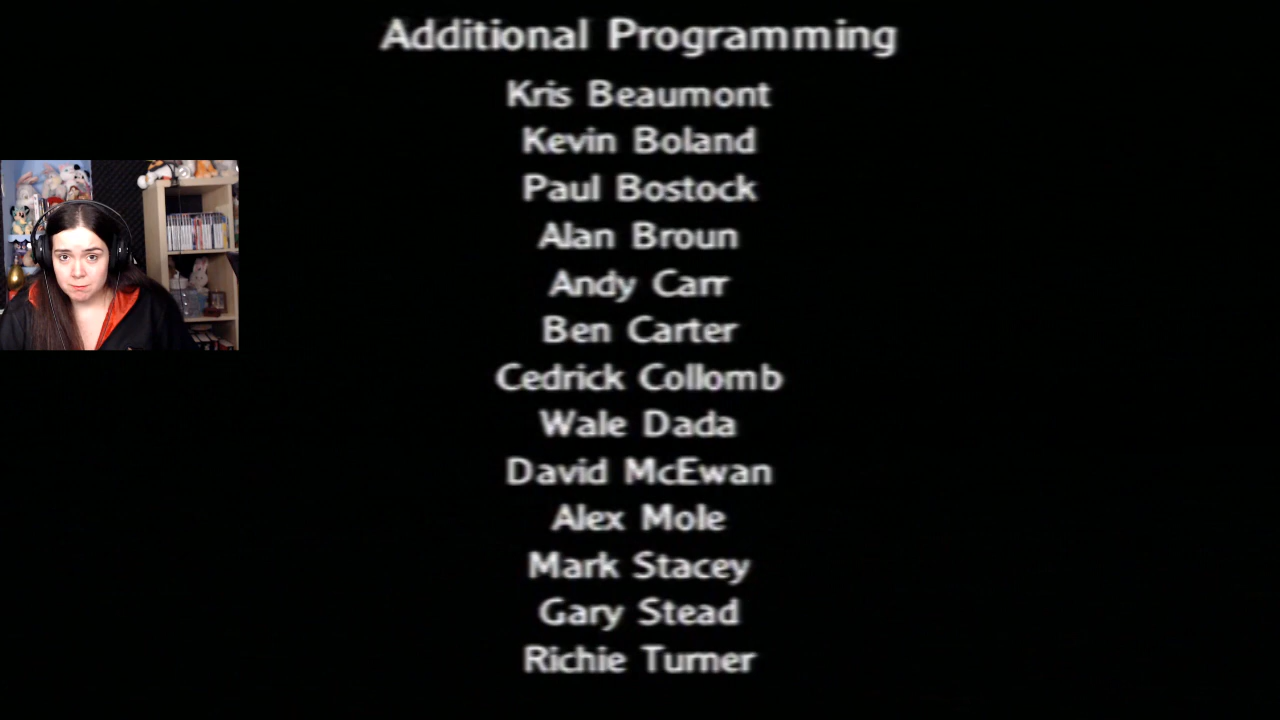 Additional Programming
Kris Beaumont
Kevin Boland
Paul Bostock
Alan Broun
Andy Carr
Ben Carter
Cedrick Collomb
Wale Dada
David McEwan
Alex Mole
Mark Stacey
Gary Stead
Richie Turner